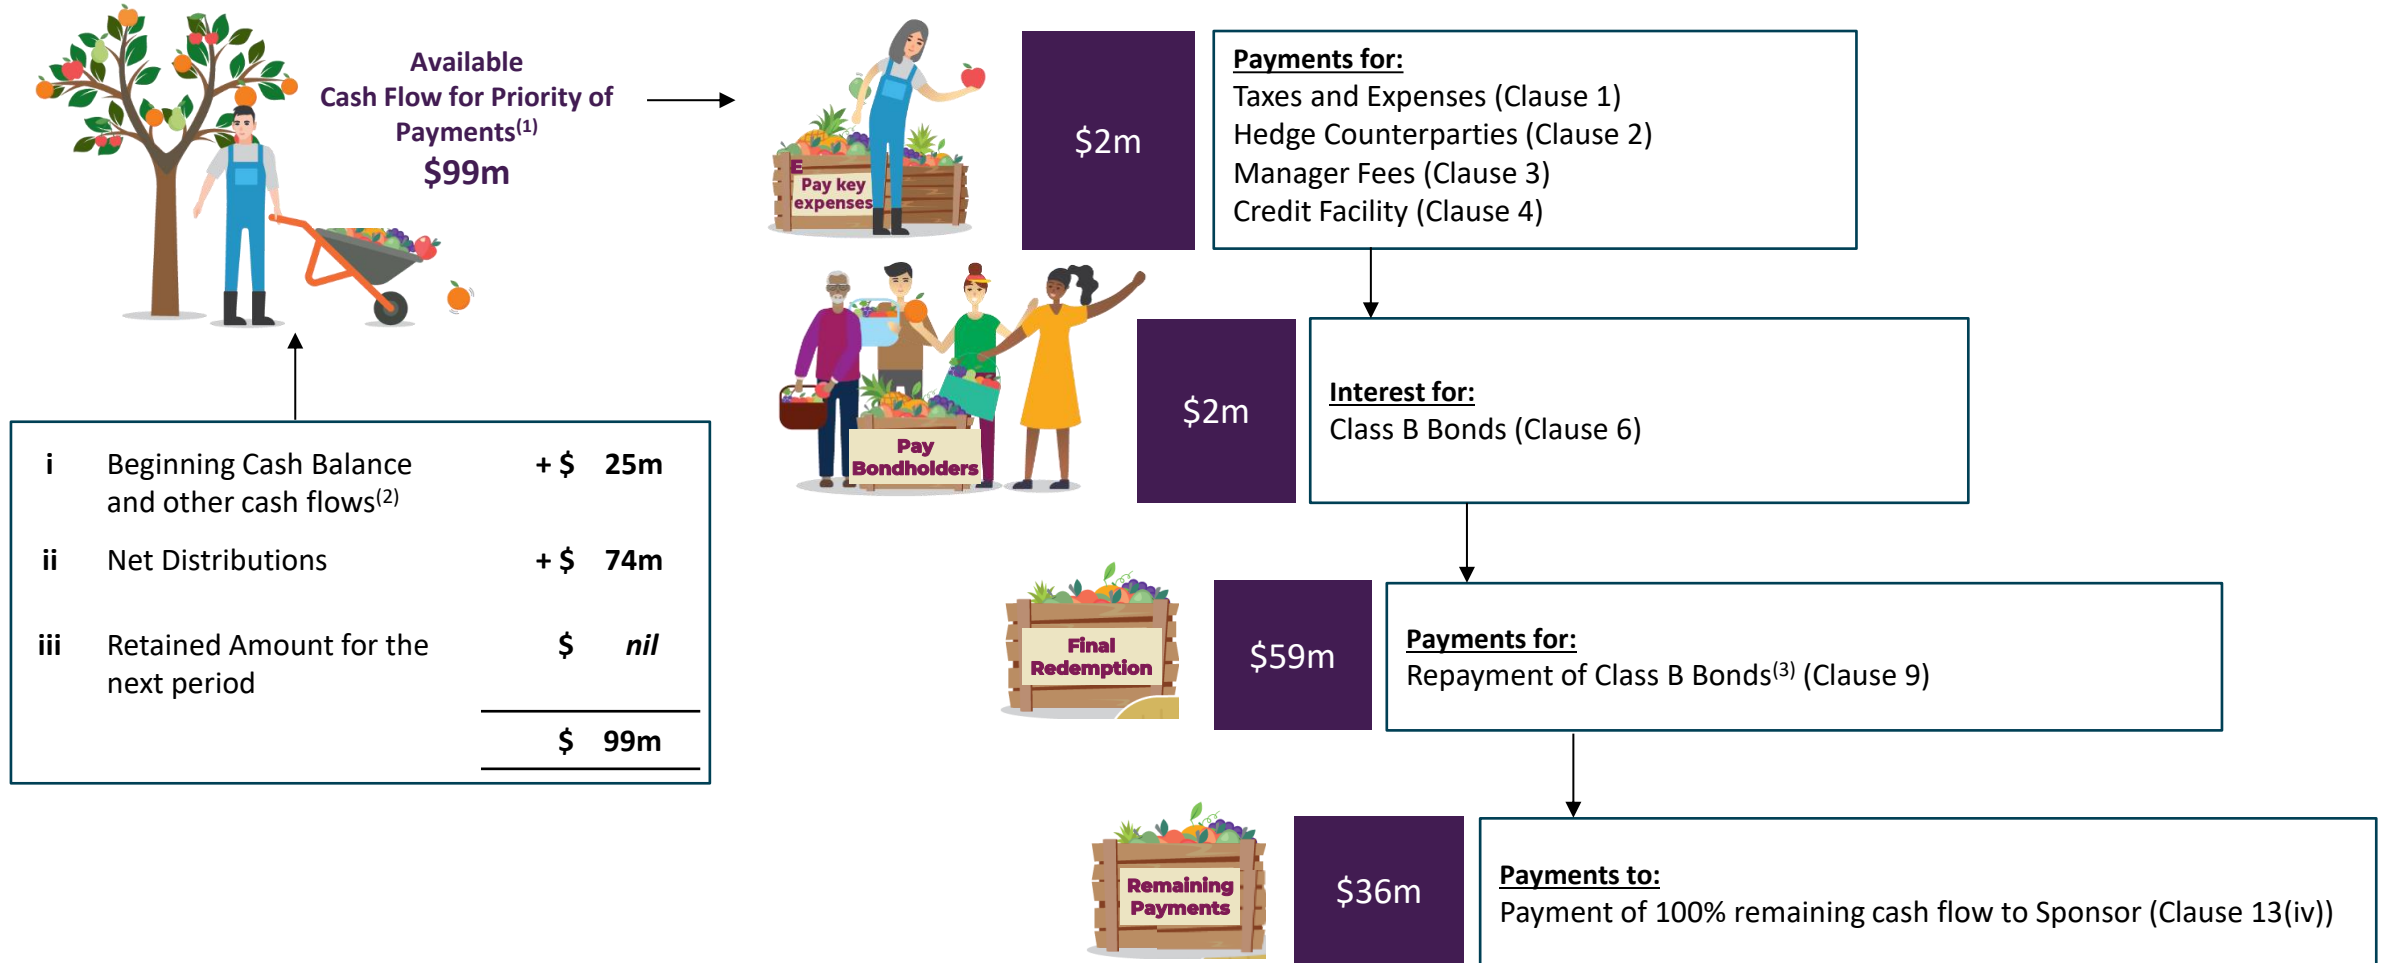 Available
Cash Flow for Priority of
Payments(1)
$99m
E
Pay key
expenses
$2m
Payments for:
Taxes and Expenses (Clause 1)
Hedge Counterparties (Clause 2)
Manager Fees (Clause 3)
Credit Facility (Clause 4)
Pay
Bondholders
$2m
Interest for:
Class B Bonds (Clause 6)
i Beginning Cash Balance + $ 25m
and other cash flows(2)
ii Net Distributions + $ 74m
iii Retained Amount for the $ nil
next period
$ 99m
Final
Redemption
$59m
Payments for:
Repayment of Class B Bonds(3) (Clause 9)
Remaining
Payments
$36m
Payments to:
Payment of 100% remaining cash flow to Sponsor (Clause 13(iv))